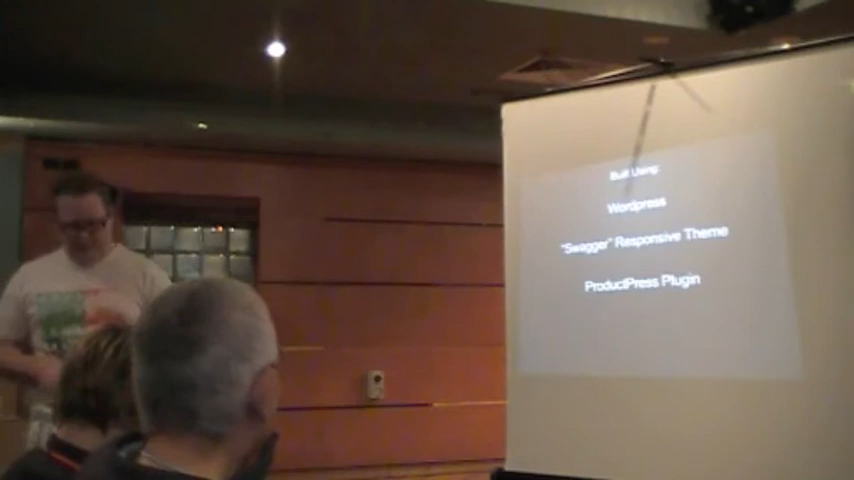 Built Using:
Wordpress
"Swagger" Responsive Theme
ProductPress Plugin